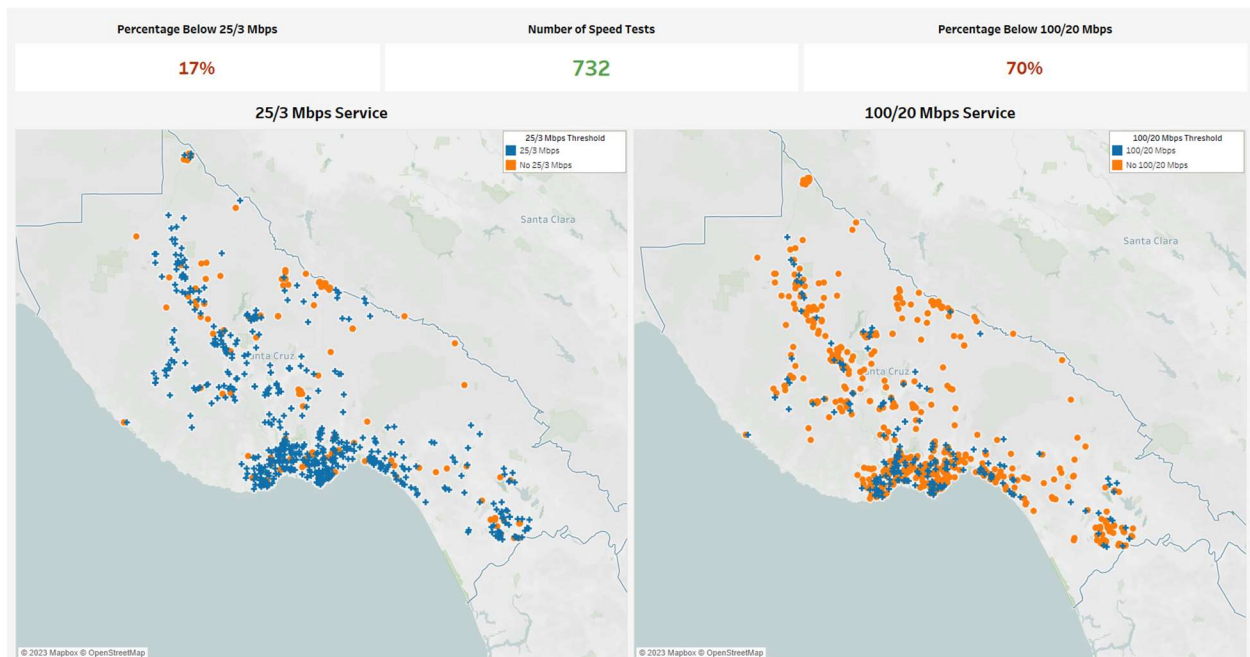 Percentage Below 25/3 Mbps
Number of Speed Tests
Percentage Below 100/20 Mbps
17%
732
70%
25/3 Mbps Service
100/20 Mbps Service
25/3 Mbps Threshold
25/3 Mbps
No 25/3 Mbps
Santa Clara
Santa Cruz
© 2023 Mapbox © OpenStreetMap
100/20 Mbps Threshold
100/20 Mbps
No 100/20 Mbps
Santa Clara
Santa Cruz
© 2023 Mapbox © OpenStreetMap